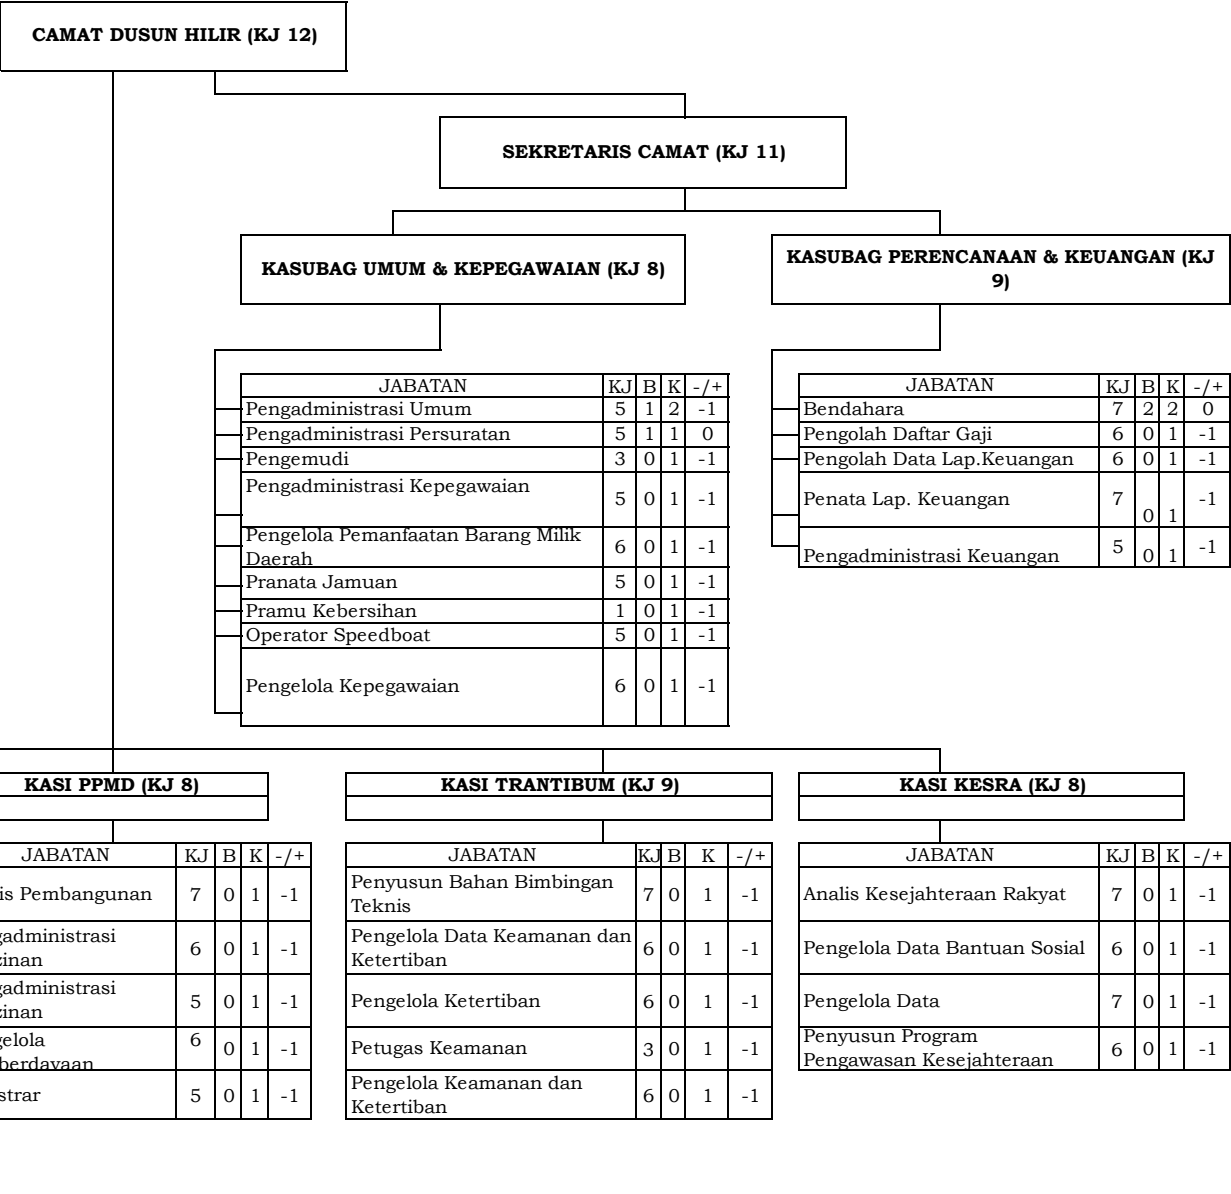 CAMAT DUSUN HILIR (KJ 12)
SEKRETARIS CAMAT (KJ 11)
KASUBAG UMUM & KEPEGAWAIAN (KJ 8)
KASUBAG PERENCANAAN & KEUANGAN (KJ
9)
JABATAN KJ B K -/+
Pengadministrasi Umum 5 1 2 -1
Pengadministrasi Persuratan 5 1 1 0
Pengemudi 3 0 1 -1
Pengadministrasi Kepegawaian 5 0 1 -1
Pengelola Pemanfaatan Barang Milik
Daerah 6 0 1 -1
Pranata Jamuan 5 0 1 -1
Pramu Kebersihan 1 0 1 -1
Operator Speedboat 5 0 1 -1
Pengelola Kepegawaian 6 0 1 -1
JABATAN KJ B K -/+
Bendahara 7 2 2 0
Pengolah Daftar Gaji 6 0 1 -1
Pengolah Data Lap.Keuangan 6 0 1 -1
Penata Lap. Keuangan 7 0 1 -1
Pengadministrasi Keuangan 5 0 1 -1
KASI PPMD (KJ 8)
JABATAN KJ B K -/+
is Pembangunan 7 0 1 -1
gadministrasi
zinan 6 0 1 -1
gadministrasi
zinan 5 0 1 -1
gelola
berdayaan 6 0 1 -1
strar 5 0 1 -1
KASI TRANTIBUM (KJ 9)
JABATAN KJ B K -/+
Penyusun Bahan Bimbingan
Teknis 7 0 1 -1
Pengelola Data Keamanan dan
Ketertiban 6 0 1 -1
Pengelola Ketertiban 6 0 1 -1
Petugas Keamanan 3 0 1 -1
Pengelola Keamanan dan
Ketertiban 6 0 1 -1
KASI KESRA (KJ 8)
JABATAN KJ B K -/+
Analis Kesejahteraan Rakyat 7 0 1 -1
Pengelola Data Bantuan Sosial 6 0 1 -1
Pengelola Data 7 0 1 -1
Penyusun Program
Pengawasan Kesejahteraan 6 0 1 -1